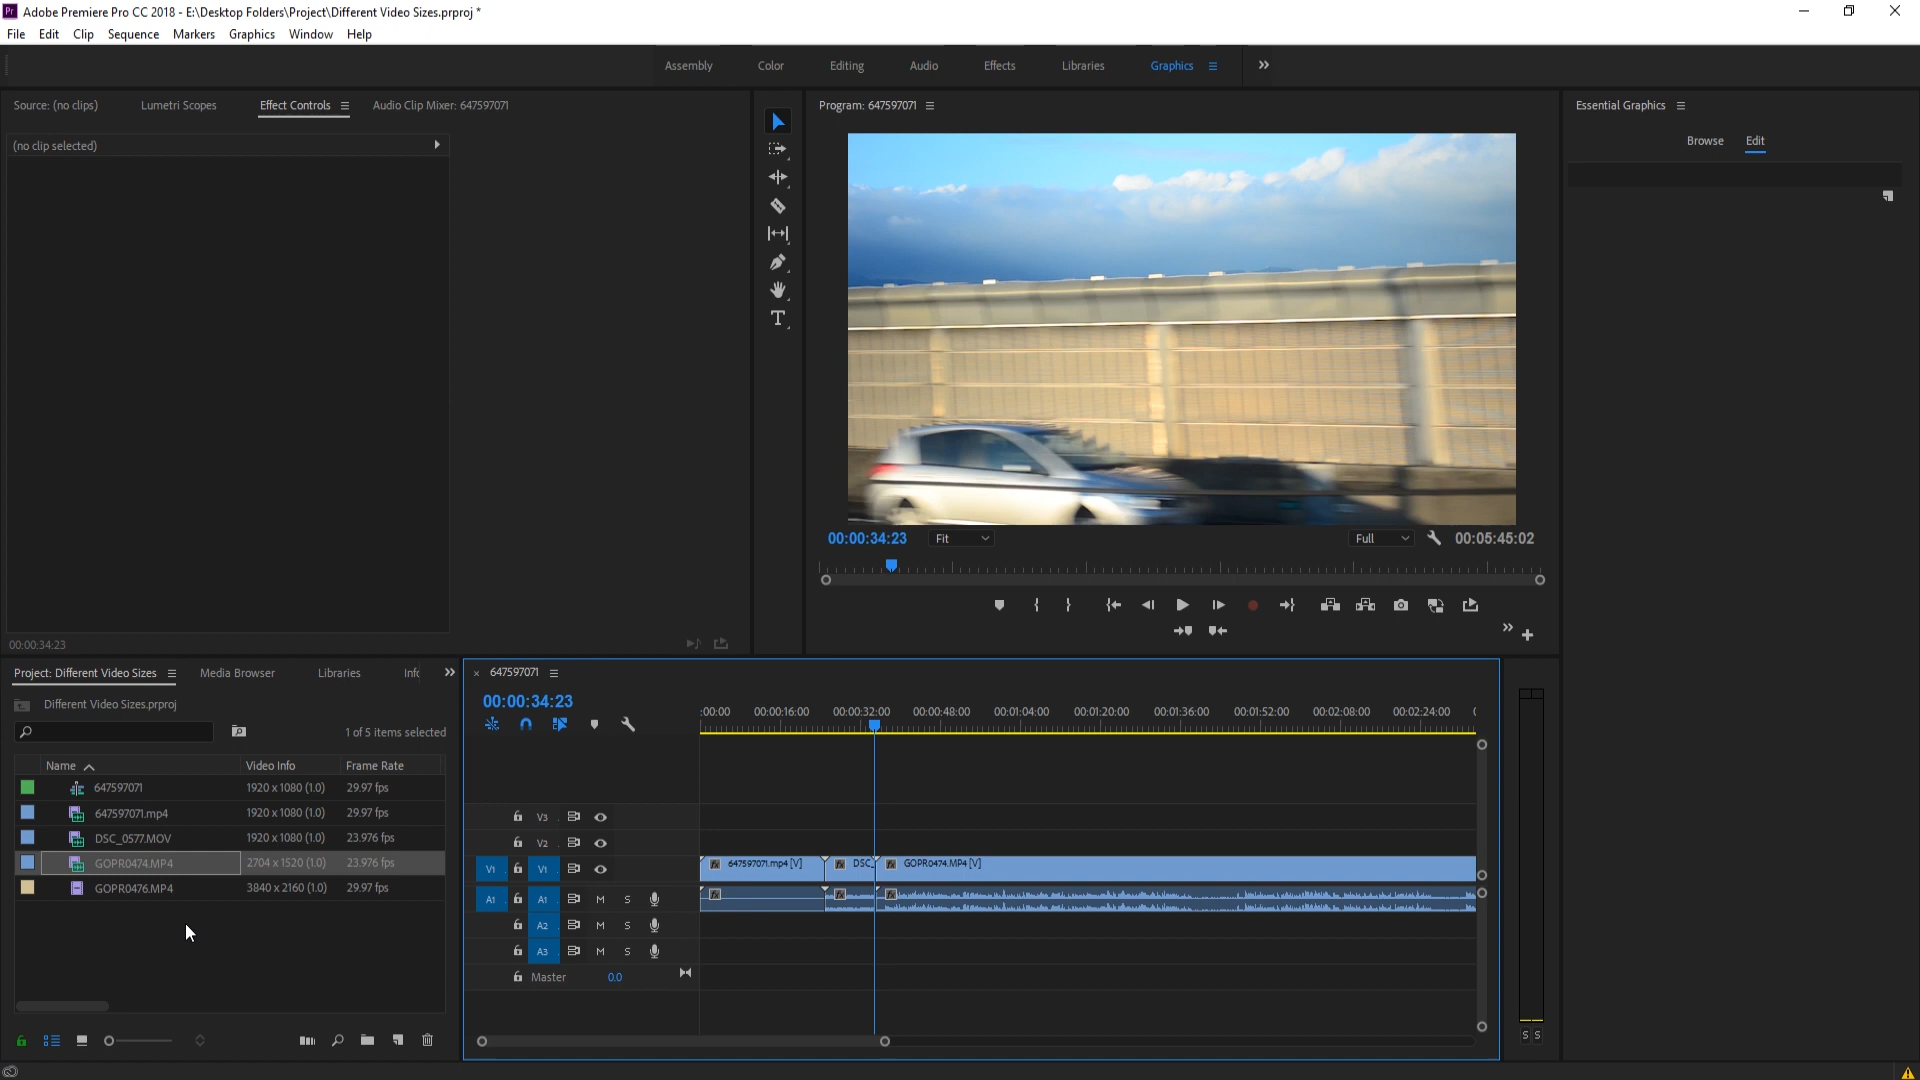 Pr Adobe Premiere Pro CC 2018 - E:\Desktop Folders\Project\Different Video Sizes.prproj *
File Edit Clip Sequence Markers Graphics Window Help
Assembly Color Editing Audio Effects Libraries Graphics
Source: (no clips) Lumetri Scopes Effect Controls Audio Clip Mixer: 647597071
Program: 647597071
Essential Graphics
Browse Edit
(no clip selected)
00:00:34:23 Fit Full 00:05:45:02
00:00:34:23
Project: Different Video Sizes Media Browser Libraries Info
Different Video Sizes.prproj
1 of 5 items selected
Name Video Info Frame Rate
647597071 1920 x 1080 (1.0) 29.97 fps
647597071.mp4 1920 x 1080 (1.0) 29.97 fps
DSC_0577.MOV 1920 x 1080 (1.0) 23.976 fps
GOPR0474.MP4 2704 x 1520 (1.0) 23.976 fps
GOPR0476.MP4 3840 x 2160 (1.0) 29.97 fps
× 647597071
00:00:34:23
:00:00 00:00:16:00 00:00:32:00 00:00:48:00 00:01:04:00 00:01:20:00 00:01:36:00 00:01:52:00 00:02:08:00 00:02:24:00
V3
V2
V1 V1 fx 647597071.mp4 [V] fx DSC_ fx GOPR0474.MP4 [V]
A1 A1 M S fx fx fx
A2 M S
A3 M S
Master 0.0
S S